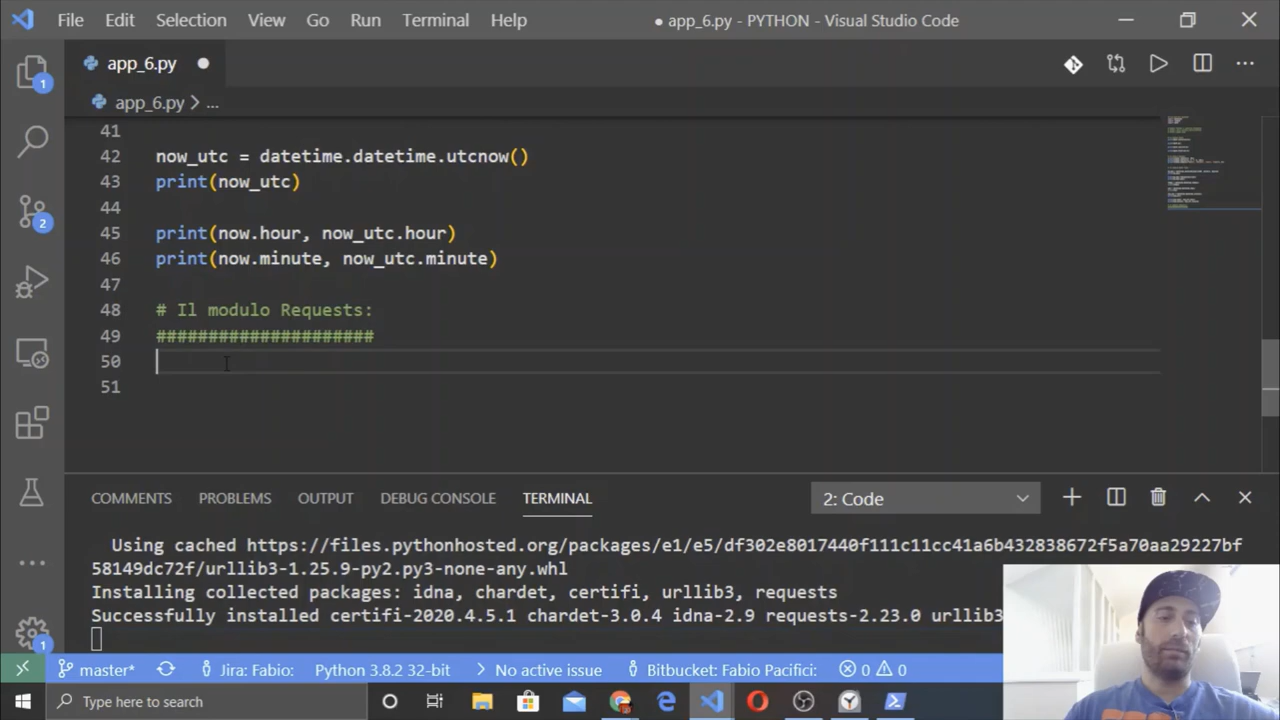 File Edit Selection View Go Run Terminal Help ● app_6.py - PYTHON - Visual Studio Code
app_6.py ●
app_6.py > ...
41
42 now_utc = datetime.datetime.utcnow()
43 print(now_utc)
44
45 print(now.hour, now_utc.hour)
46 print(now.minute, now_utc.minute)
47
48 # Il modulo Requests:
49 #####################
50
51
COMMENTS PROBLEMS OUTPUT DEBUG CONSOLE TERMINAL 2: Code
Using cached https://files.pythonhosted.org/packages/e1/e5/df302e8017440f111c11cc41a6b432838672f5a70aa29227bf
58149dc72f/urllib3-1.25.9-py2.py3-none-any.whl
Installing collected packages: idna, chardet, certifi, urllib3, requests
Successfully installed certifi-2020.4.5.1 chardet-3.0.4 idna-2.9 requests-2.23.0 urllib3
master* Jira: Fabio: Python 3.8.2 32-bit No active issue Bitbucket: Fabio Pacifici: 0 0
Type here to search
1
2
1